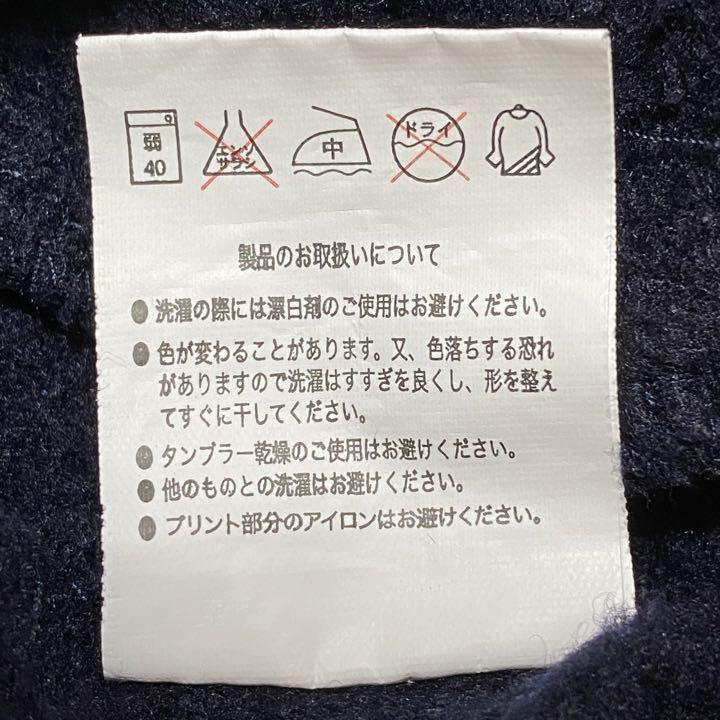 弱
40
エンソ
サラシ
中
ドライ
製品のお取扱いについて
●洗濯の際には漂白剤のご使用はお避けください。
●色が変わることがあります。又、色落ちする恐れ
がありますので洗濯はすすぎを良くし、形を整え
てすぐに干してください。
●タンブラー乾燥のご使用はお避けください。
●他のものとの洗濯はお避けください。
●プリント部分のアイロンはお避けください。